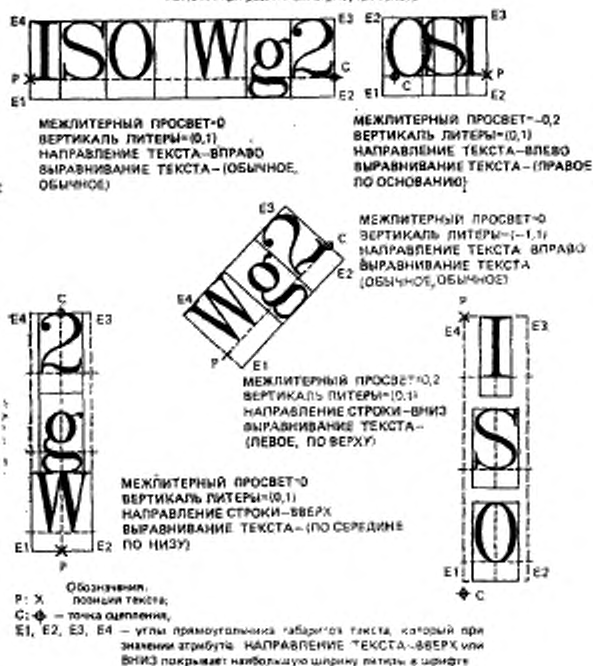 E4 E3 E2 E3
ISO Wg2 OSI
P C C P
E1 E2 E1 E2
МЕЖЛИТЕРНЫЙ ПРОСВЕТ=0
ВЕРТИКАЛЬ ЛИТЕРЫ=(0,1)
НАПРАВЛЕНИЕ ТЕКСТА—ВПРАВО
ВЫРАВНИВАНИЕ ТЕКСТА—(ОБЫЧНОЕ,
ОБЫЧНОЕ)
МЕЖЛИТЕРНЫЙ ПРОСВЕТ=-0,2
ВЕРТИКАЛЬ ЛИТЕРЫ=(0,1)
НАПРАВЛЕНИЕ ТЕКСТА—ВЛЕВО
ВЫРАВНИВАНИЕ ТЕКСТА—(ПРАВОЕ
ПО ОСНОВАНИЮ)
E3
C
E2
E4
Wg2
P
E1
МЕЖЛИТЕРНЫЙ ПРОСВЕТ=0
ВЕРТИКАЛЬ ЛИТЕРЫ=(-1,1)
НАПРАВЛЕНИЕ ТЕКСТА ВПРАВО
ВЫРАВНИВАНИЕ ТЕКСТА
(ОБЫЧНОЕ, ОБЫЧНОЕ)
C
E4 E3
2
g
W
E1 E2
P
P
E4 E3
I
S
O
E1 E2
C
МЕЖЛИТЕРНЫЙ ПРОСВЕТ=0,2
ВЕРТИКАЛЬ ЛИТЕРЫ=(0,1)
НАПРАВЛЕНИЕ СТРОКИ—ВНИЗ
ВЫРАВНИВАНИЕ ТЕКСТА—
(ЛЕВОЕ, ПО ВЕРХУ)
МЕЖЛИТЕРНЫЙ ПРОСВЕТ=0
ВЕРТИКАЛЬ ЛИТЕРЫ=(0,1)
НАПРАВЛЕНИЕ СТРОКИ—ВВЕРХ
ВЫРАВНИВАНИЕ ТЕКСТА—(ПО СЕРЕДИНЕ
ПО НИЗУ)
Обозначения.
P: X позиция текста;
C: — точка сцепления,
E1, E2, E3, E4 — углы прямоугольника габаритов текста, который при
значении атрибута НАПРАВЛЕНИЕ ТЕКСТА—ВВЕРХ или
ВНИЗ покрывает наибольшую ширину литеры в шрифте